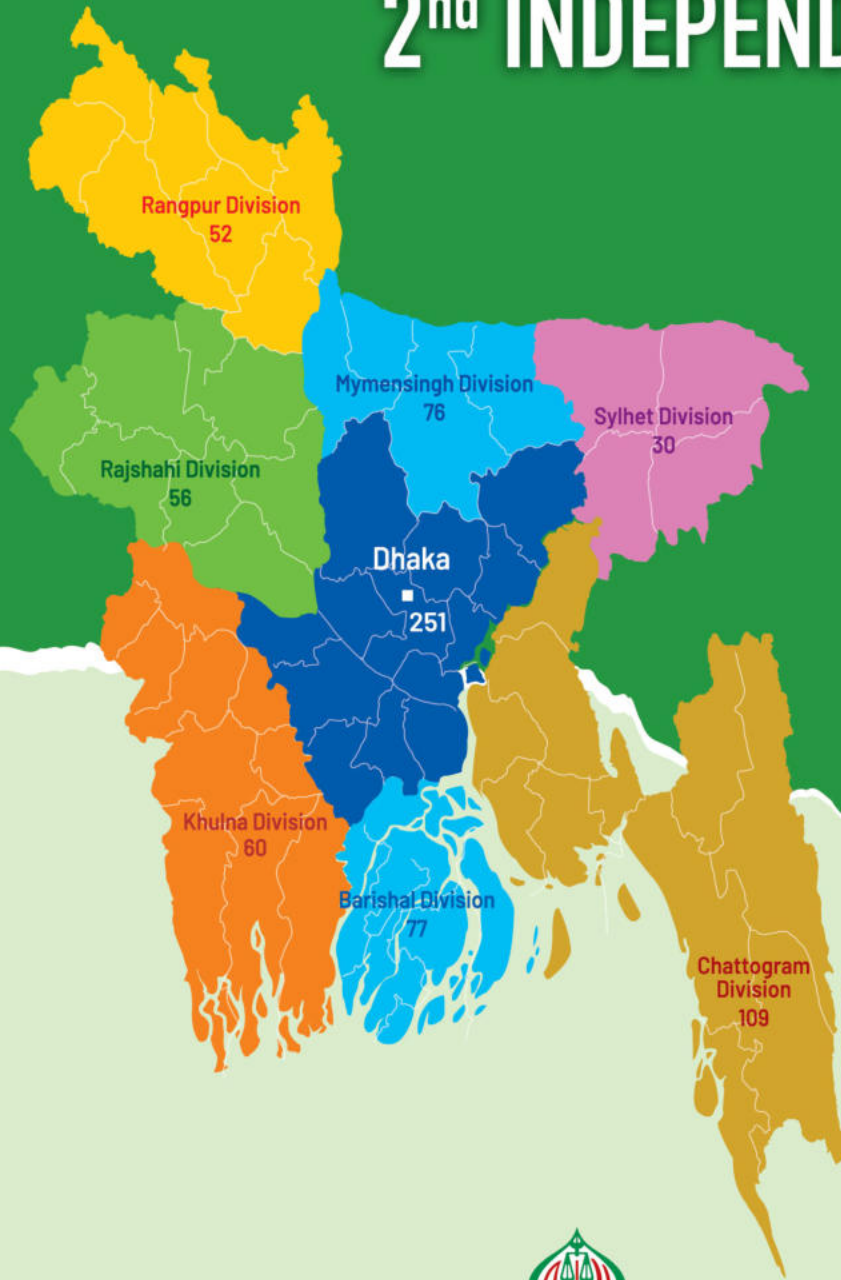 2nd INDEPEND
Rangpur Division
52
Mymensingh Division
76
Sylhet Division
30
Rajshahi Division
56
Dhaka
251
Khulna Division
60
Barishal Division
77
Chattogram
Division
109